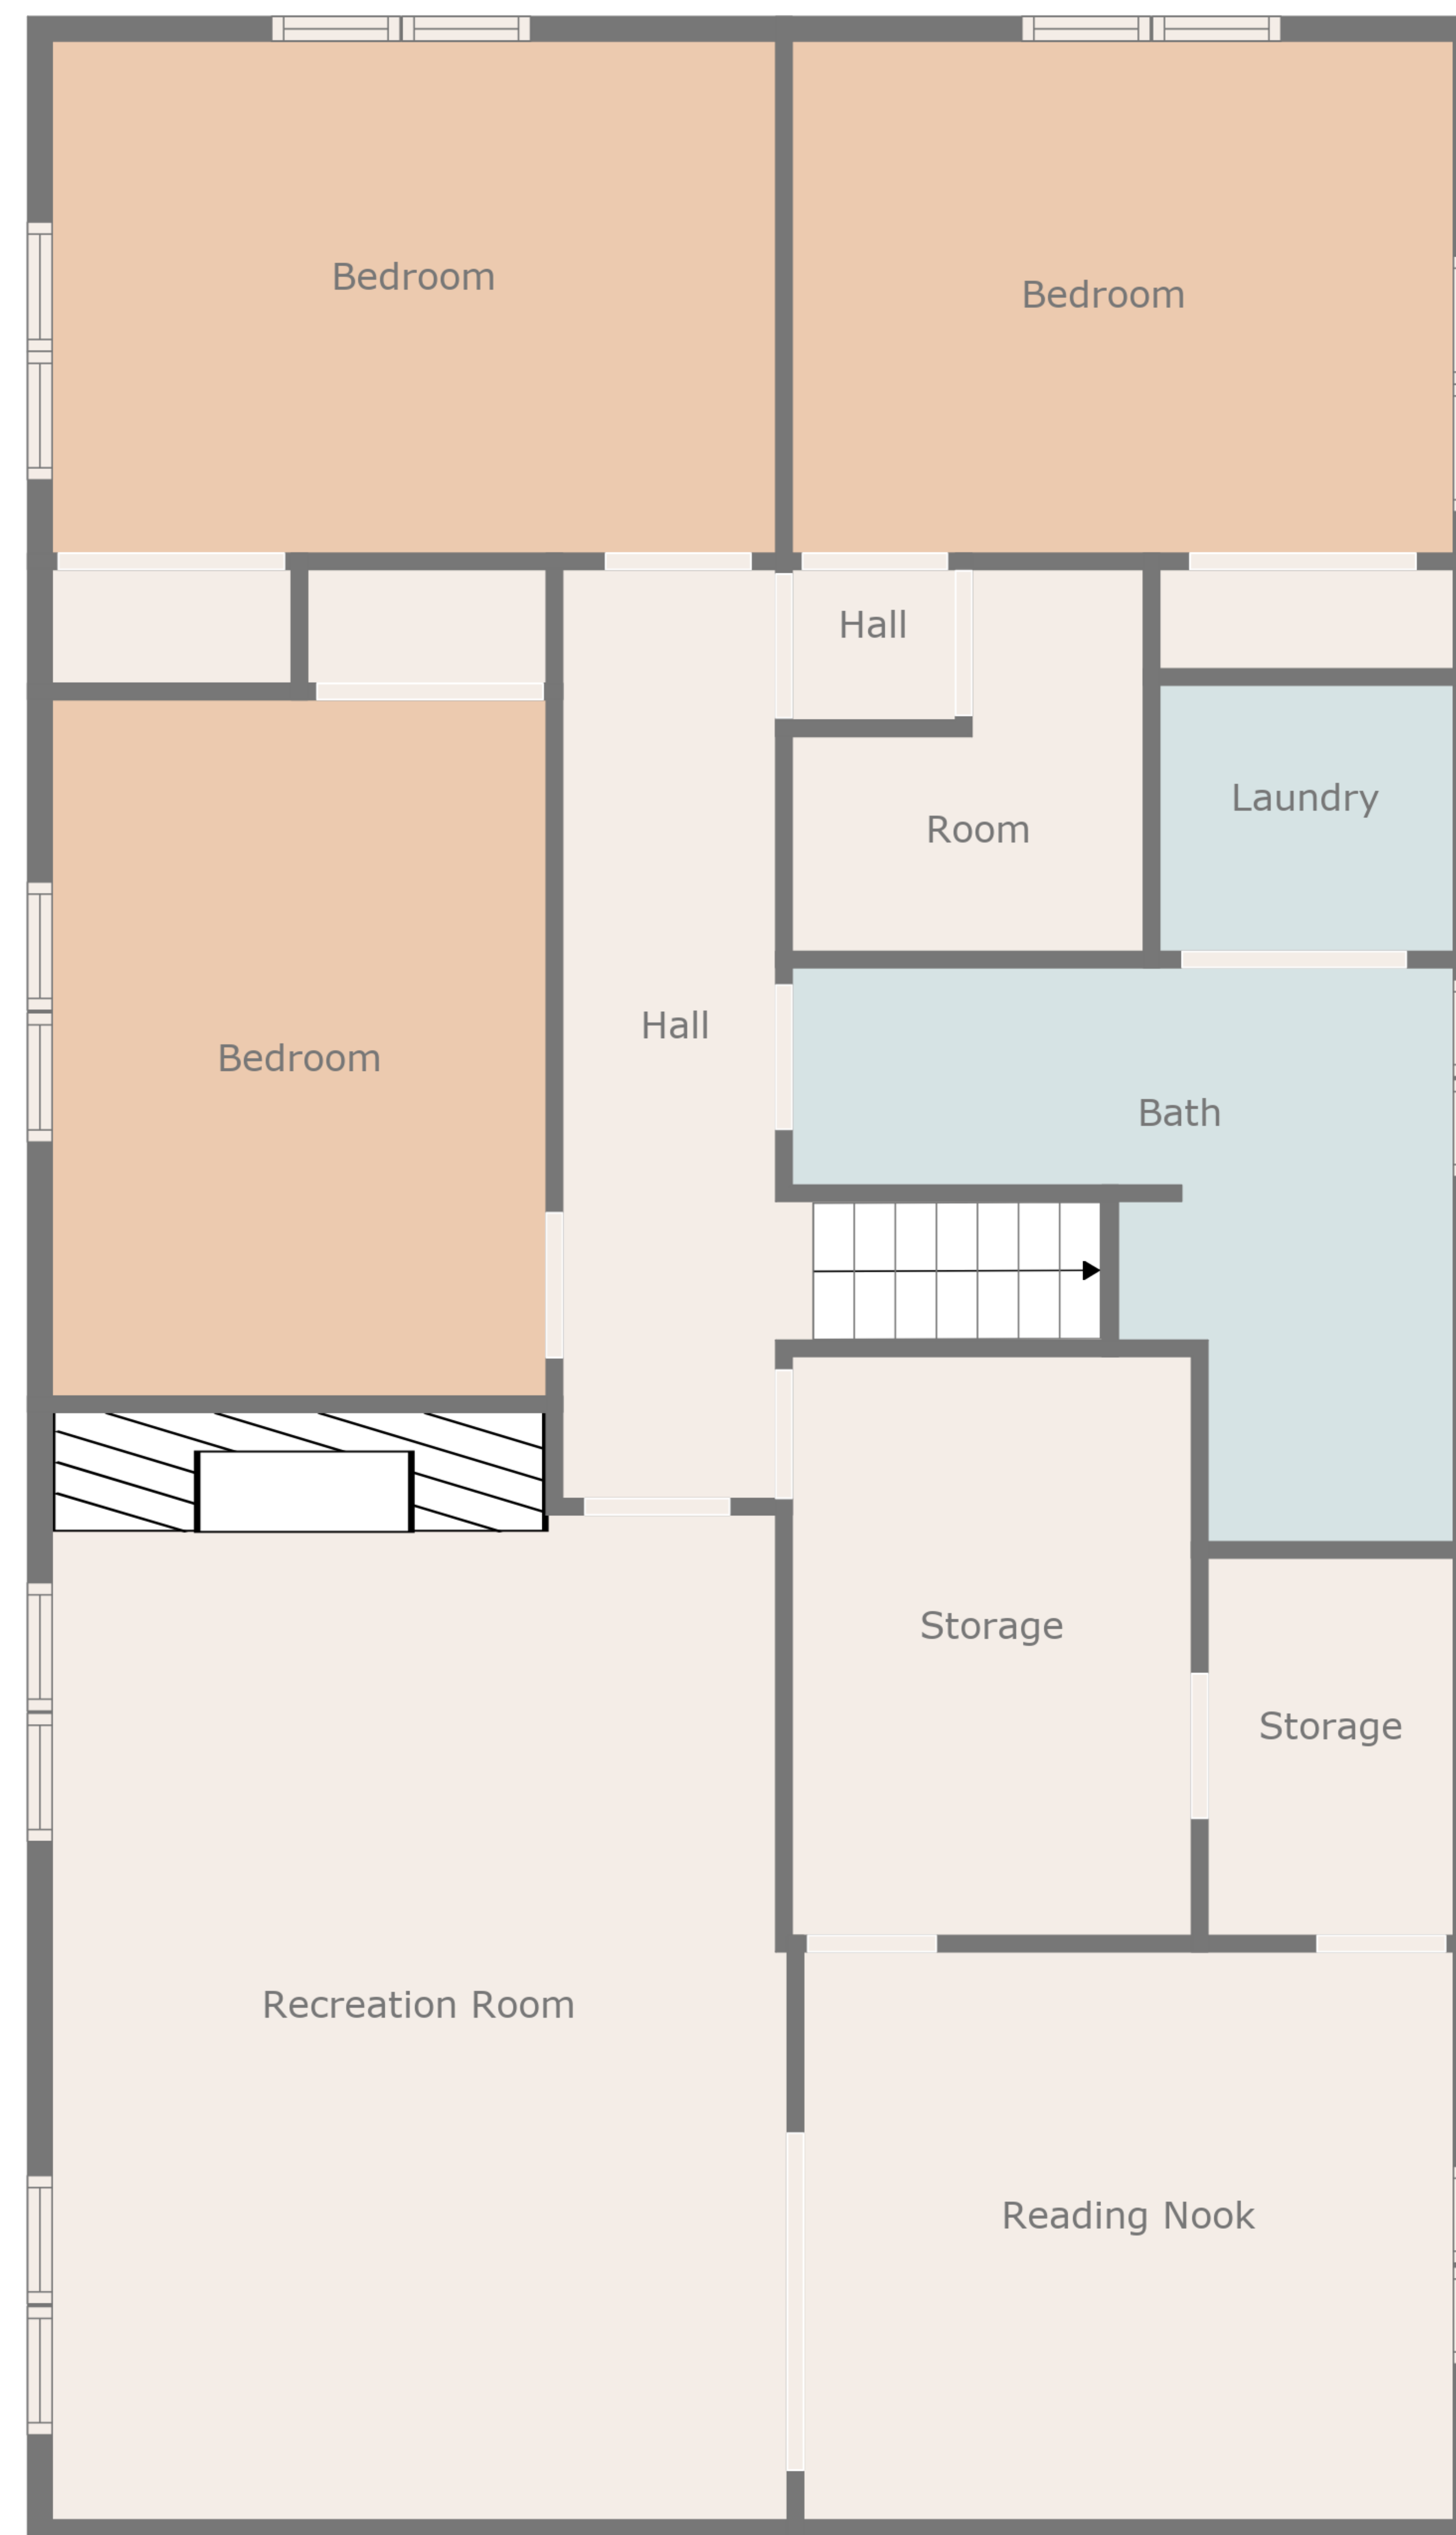 Bedroom
Bedroom
Hall
Laundry
Room
Hall
Bedroom
Bath
Storage
Storage
Recreation Room
Reading Nook